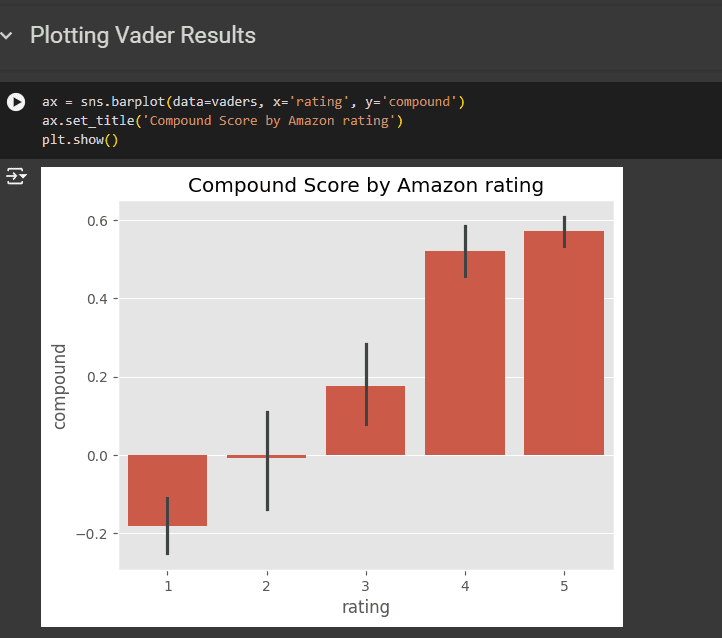 Plotting Vader Results
ax = sns.barplot(data=vaders, x='rating', y='compound')
ax.set_title('Compound Score by Amazon rating')
plt.show()
Compound Score by Amazon rating
0.6
0.4
0.2
0.0
−0.2
compound
1 2 3 4 5
rating